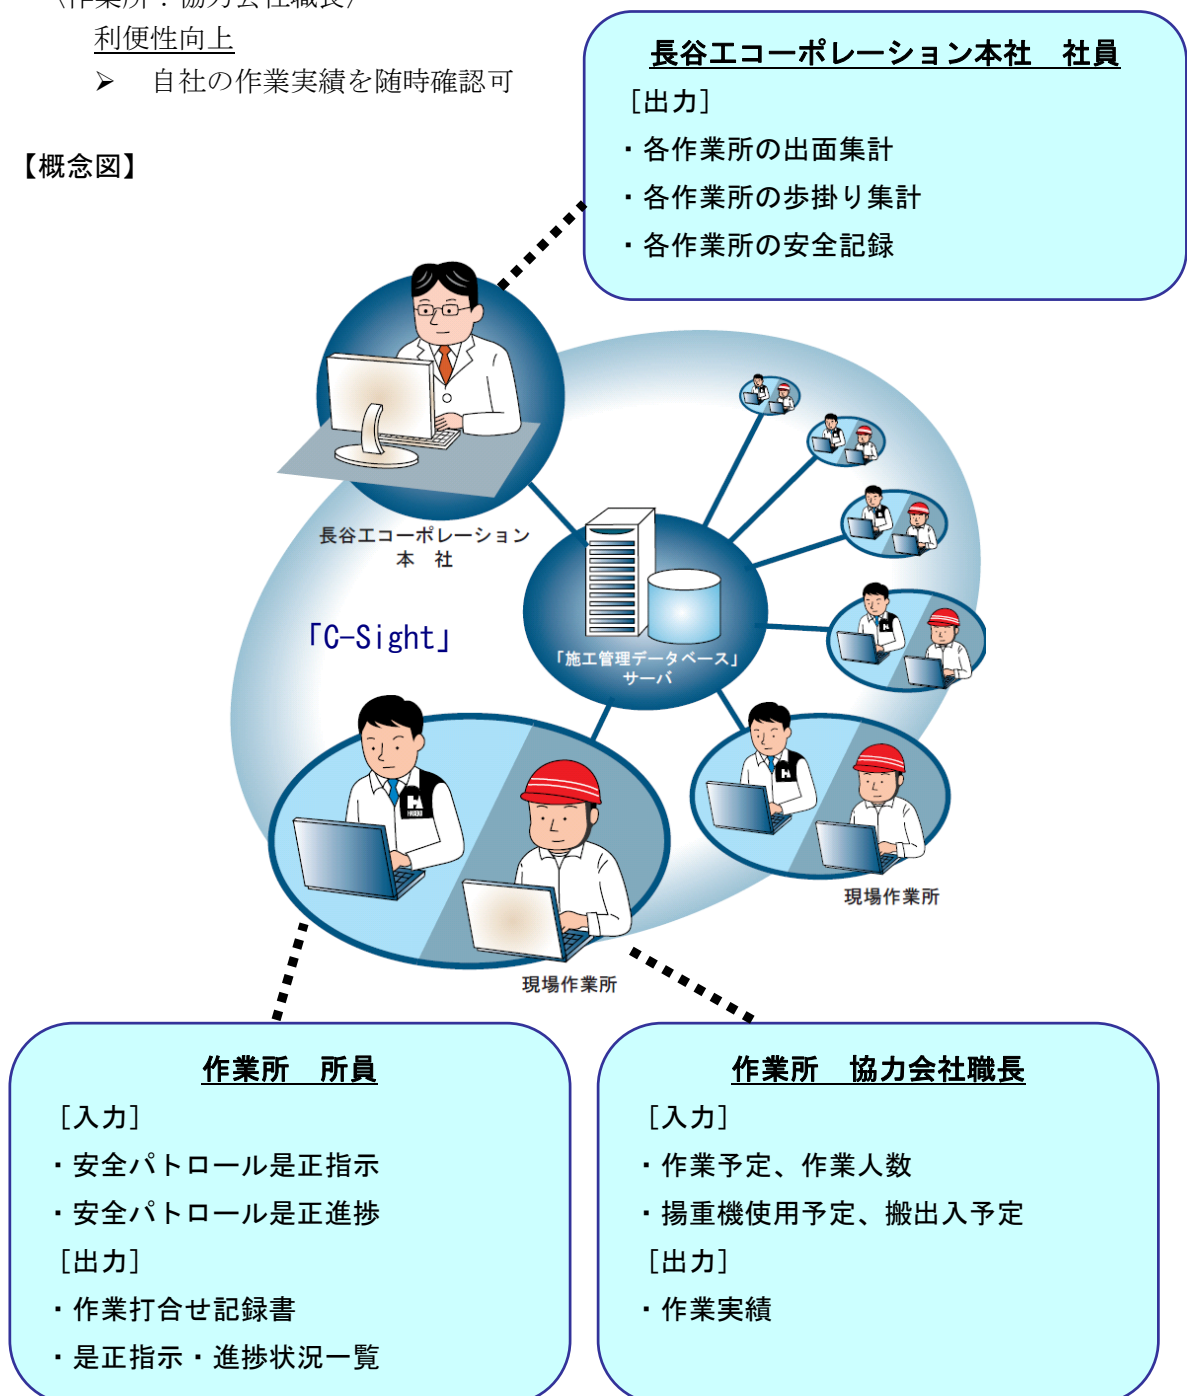 〈作業所：協力会社職長〉
利便性向上
➢ 自社の作業実績を随時確認可
【概念図】
長谷工コーポレーション本社　社員
［出力］
・各作業所の出面集計
・各作業所の歩掛り集計
・各作業所の安全記録
長谷工コーポレーション
本　社
「C-Sight」
「施工管理データベース」
サーバ
現場作業所
現場作業所
作業所　所員
［入力］
・安全パトロール是正指示
・安全パトロール是正進捗
［出力］
・作業打合せ記録書
・是正指示・進捗状況一覧
作業所　協力会社職長
［入力］
・作業予定、作業人数
・揚重機使用予定、搬出入予定
［出力］
・作業実績